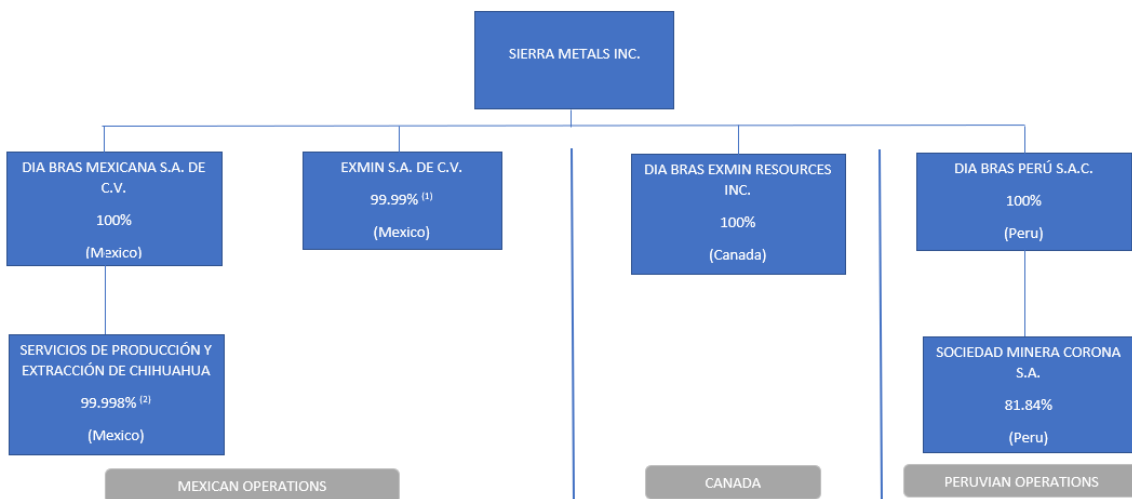 SIERRA METALS INC.
DIA BRAS MEXICANA S.A. DE
C.V.
100%
(Mexico)
EXMIN S.A. DE C.V.
99.99% (1)
(Mexico)
DIA BRAS EXMIN RESOURCES
INC.
100%
(Canada)
DIA BRAS PERÚ S.A.C.
100%
(Peru)
SERVICIOS DE PRODUCCIÓN Y
EXTRACCIÓN DE CHIHUAHUA
99.998% (2)
(Mexico)
SOCIEDAD MINERA CORONA
S.A.
81.84%
(Peru)
MEXICAN OPERATIONS
CANADA
PERUVIAN OPERATIONS